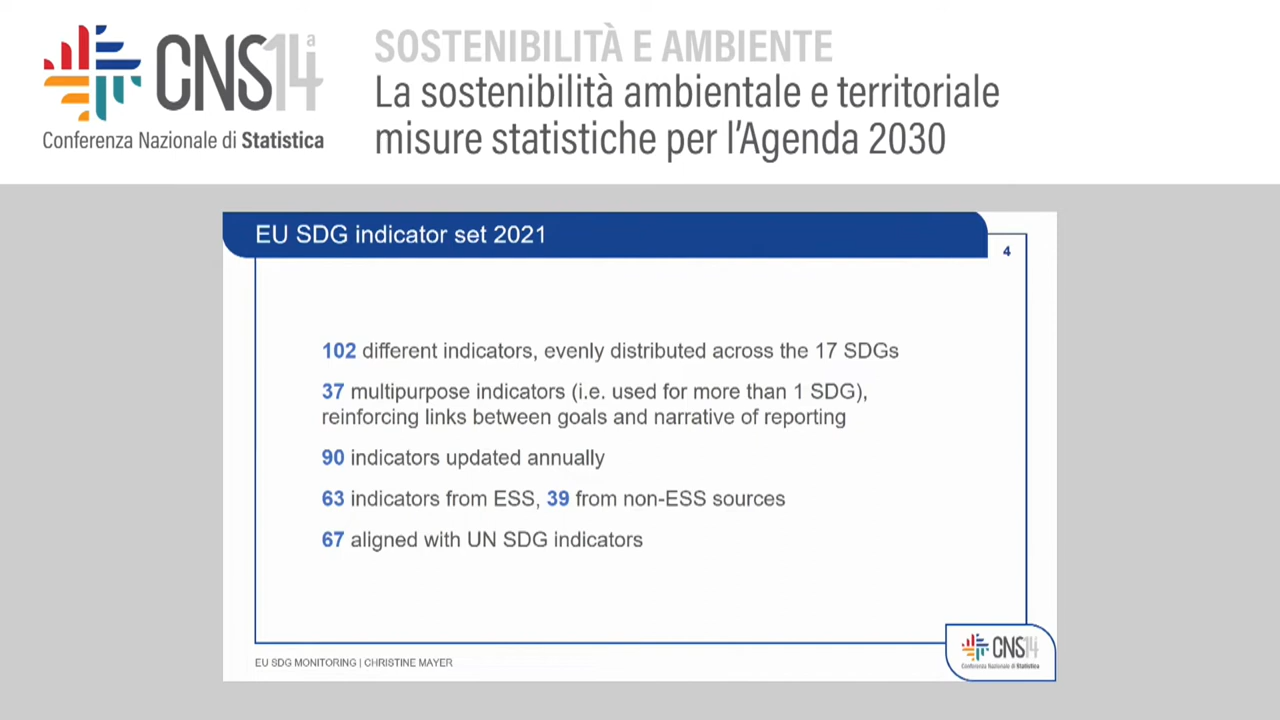 CNS14a
Conferenza Nazionale di Statistica
SOSTENIBILITÀ E AMBIENTE
La sostenibilità ambientale e territoriale
misure statistiche per l'Agenda 2030
EU SDG indicator set 2021
4
102 different indicators, evenly distributed across the 17 SDGs
37 multipurpose indicators (i.e. used for more than 1 SDG),
reinforcing links between goals and narrative of reporting
90 indicators updated annually
63 indicators from ESS, 39 from non-ESS sources
67 aligned with UN SDG indicators
EU SDG MONITORING | CHRISTINE MAYER
CNS14
Conferenza Nazionale di Statistica